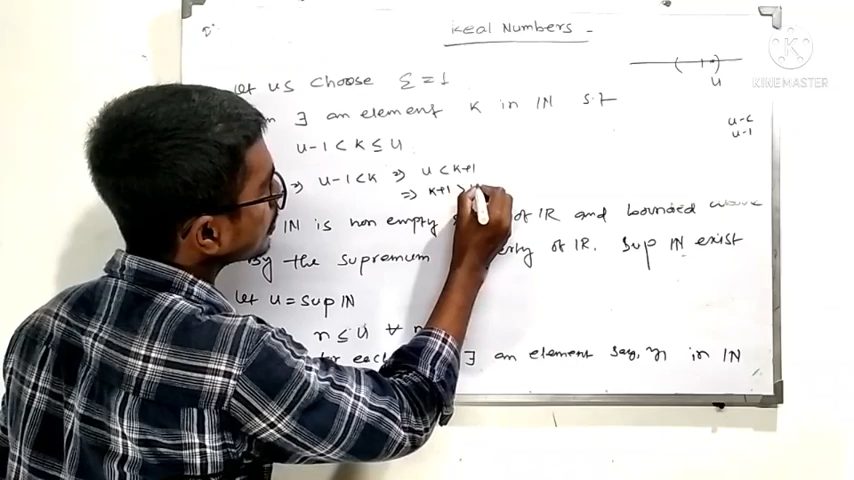 Real Numbers -
let us choose Ɛ = 1
∃ an element K in IN s.t
u-1 < K ≤ u
⇒ u-1 < K ⇒ u < K+1
⇒ K+1 >
IN is non empty of IR and bounded above
By the supremum of IR. Sup IN exist
let u = Sup IN
n ≤ u ∀
∃ an element say, y1 in IN
u
u-ε
u-1
KINEMASTER